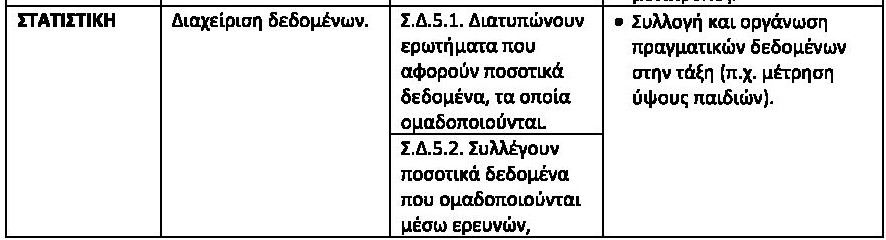 ΣΤΑΤΙΣΤΙΚΗ
Διαχείριση δεδομένων.
Σ.Δ.5.1. Διατυπώνουν
ερωτήματα που
αφορούν ποσοτικά
δεδομένα, τα οποία
ομαδοποιούνται.
Σ.Δ.5.2. Συλλέγουν
ποσοτικά δεδομένα
που ομαδοποιούνται
μέσω ερευνών,
• Συλλογή και οργάνωση
πραγματικών δεδομένων
στην τάξη (π.χ. μέτρηση
ύψους παιδιών).